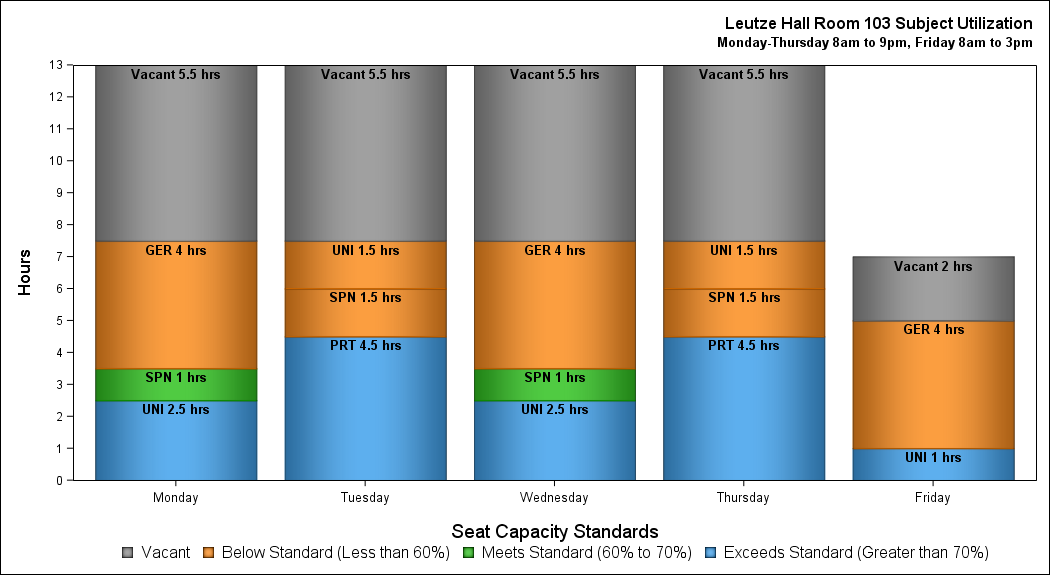 Leutze Hall Room 103 Subject Utilization
Monday-Thursday 8am to 9pm, Friday 8am to 3pm
13
Vacant 5.5 hrs Vacant 5.5 hrs Vacant 5.5 hrs Vacant 5.5 hrs
12
11
10
9
8
GER 4 hrs UNI 1.5 hrs GER 4 hrs UNI 1.5 hrs
7
Vacant 2 hrs
6
SPN 1.5 hrs SPN 1.5 hrs
5
GER 4 hrs
PRT 4.5 hrs PRT 4.5 hrs
4
SPN 1 hrs SPN 1 hrs
3
UNI 2.5 hrs UNI 2.5 hrs
2
1
UNI 1 hrs
0
Hours
Monday Tuesday Wednesday Thursday Friday
Seat Capacity Standards
Vacant Below Standard (Less than 60%) Meets Standard (60% to 70%) Exceeds Standard (Greater than 70%)